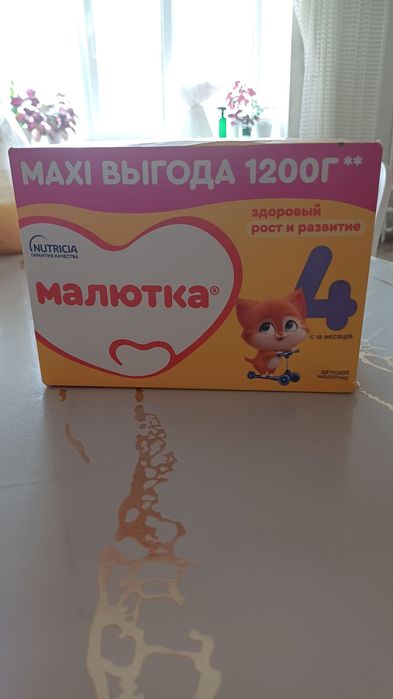 MAXI ВЫГОДА 1200Г**
здоровый
рост и развитие
NUTRICIA
ГАРАНТИЯ КАЧЕСТВА
малютка®
4
С 18 МЕСЯЦЕВ
ДЕТСКОЕ
МОЛОЧКО